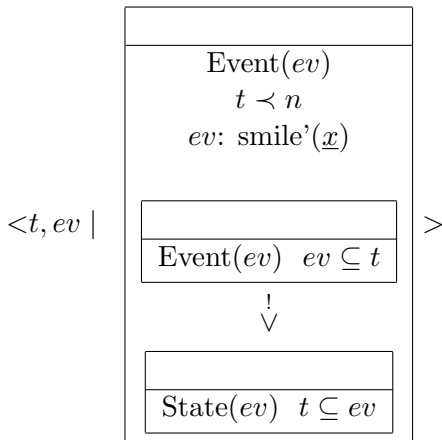 Event(ev)
t ≺ n
ev: smile’(x)
<t, ev | >
Event(ev) ev ⊆ t
!
∨
State(ev) t ⊆ ev